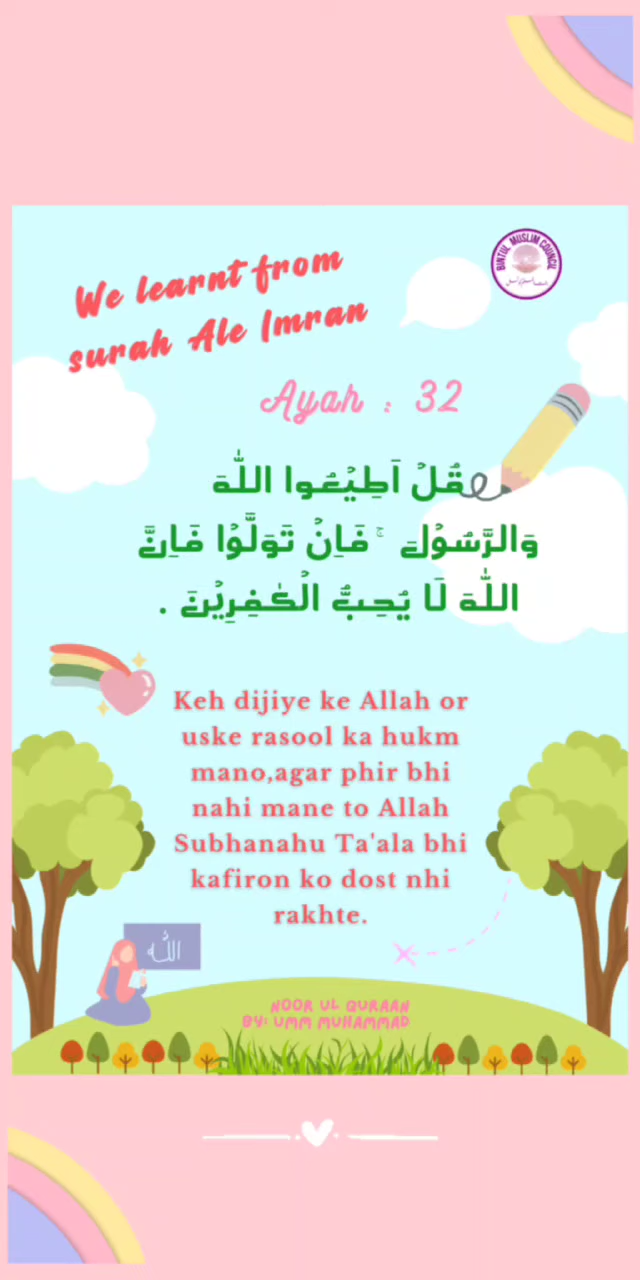 BINTUL MUSLIM COUNCIL
We learnt from
surah Ale Imran
Ayah : 32
قُلْ اَطِيْعُوا اللّٰهَ
وَالرَّسُوْلَ ۚ فَاِنْ تَوَلَّوْا فَاِنَّ
اللّٰهَ لَا يُحِبُّ الْكٰفِرِيْنَ .
Keh dijiye ke Allah or
uske rasool ka hukm
mano,agar phir bhi
nahi mane to Allah
Subhanahu Ta'ala bhi
kafiron ko dost nhi
rakhte.
الله
NOOR UL QURAAN
BY: UMM MUHAMMAD